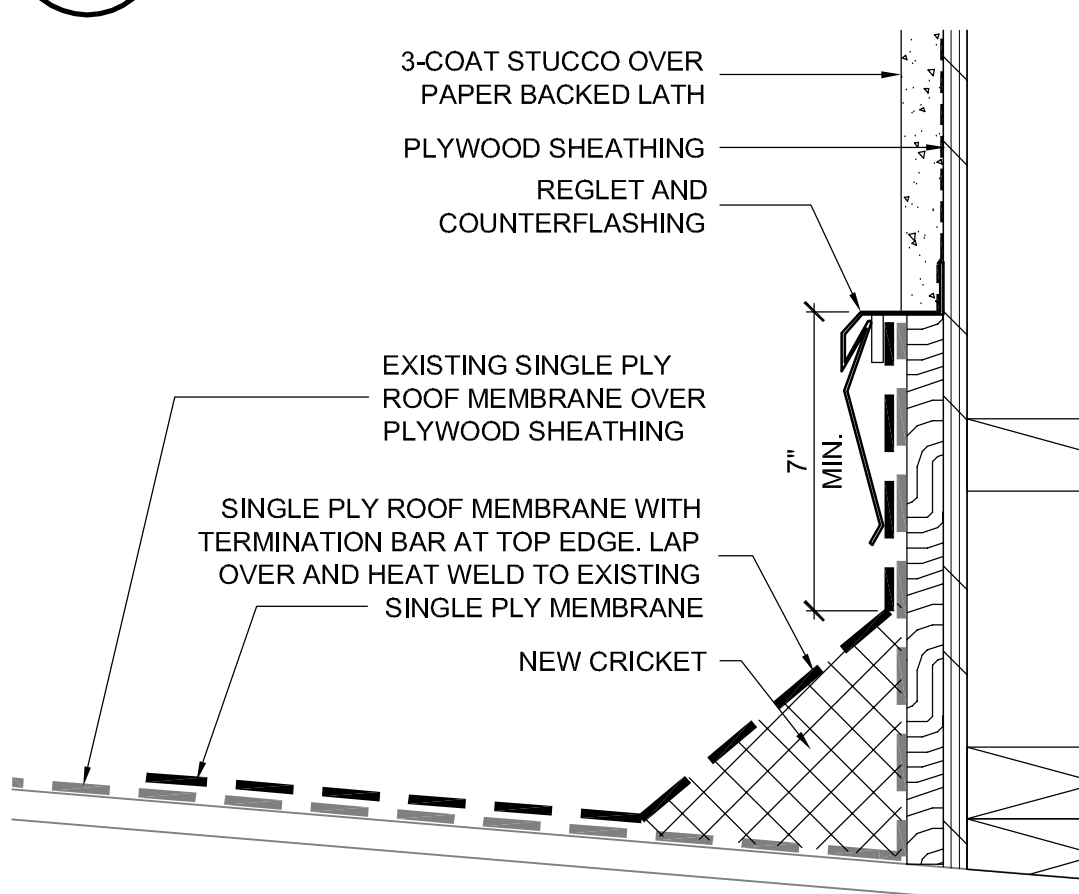 3-COAT STUCCO OVER
PAPER BACKED LATH
PLYWOOD SHEATHING
REGLET AND
COUNTERFLASHING
7"
MIN.
EXISTING SINGLE PLY
ROOF MEMBRANE OVER
PLYWOOD SHEATHING
SINGLE PLY ROOF MEMBRANE WITH
TERMINATION BAR AT TOP EDGE. LAP
OVER AND HEAT WELD TO EXISTING
SINGLE PLY MEMBRANE
NEW CRICKET